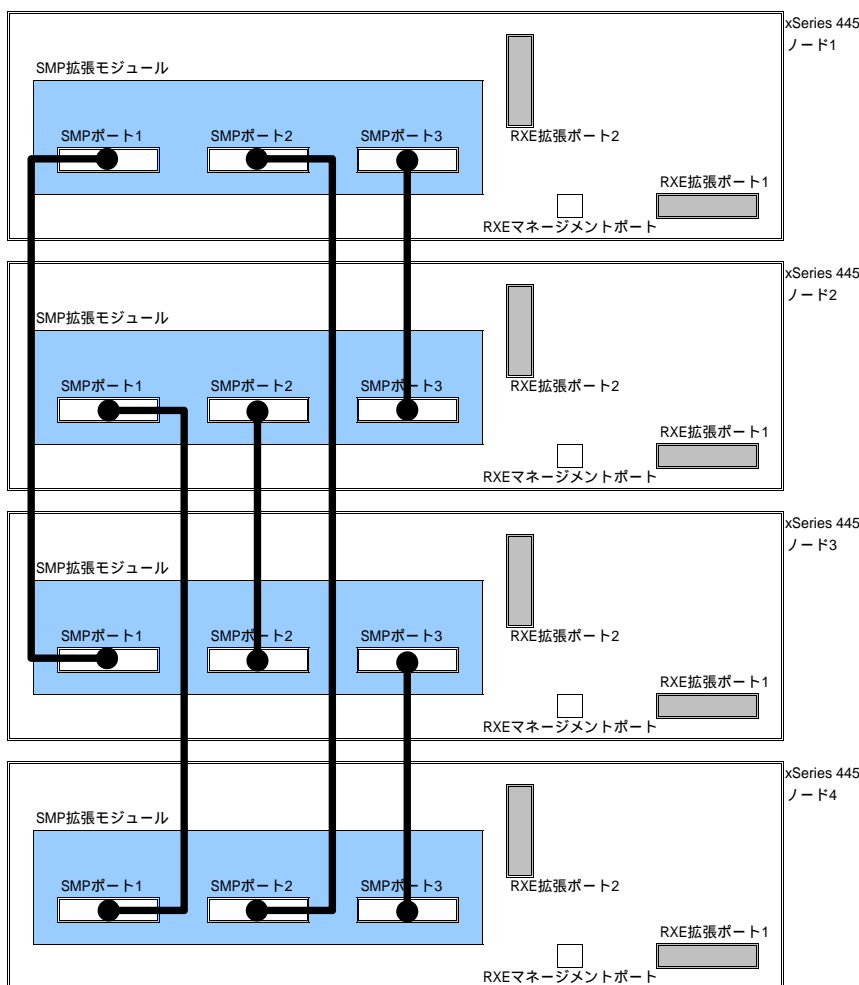 xSeries 445
ノード1
SMP拡張モジュール
SMPポート1
SMPポート2
SMPポート3
RXE拡張ポート2
RXE拡張ポート1
RXEマネージメントポート
xSeries 445
ノード2
SMP拡張モジュール
SMPポート1
SMPポート2
SMPポート3
RXE拡張ポート2
RXE拡張ポート1
RXEマネージメントポート
xSeries 445
ノード3
SMP拡張モジュール
SMPポート1
SMPポート2
SMPポート3
RXE拡張ポート2
RXE拡張ポート1
RXEマネージメントポート
xSeries 445
ノード4
SMP拡張モジュール
SMPポート1
SMPポート2
SMPポート3
RXE拡張ポート2
RXE拡張ポート1
RXEマネージメントポート